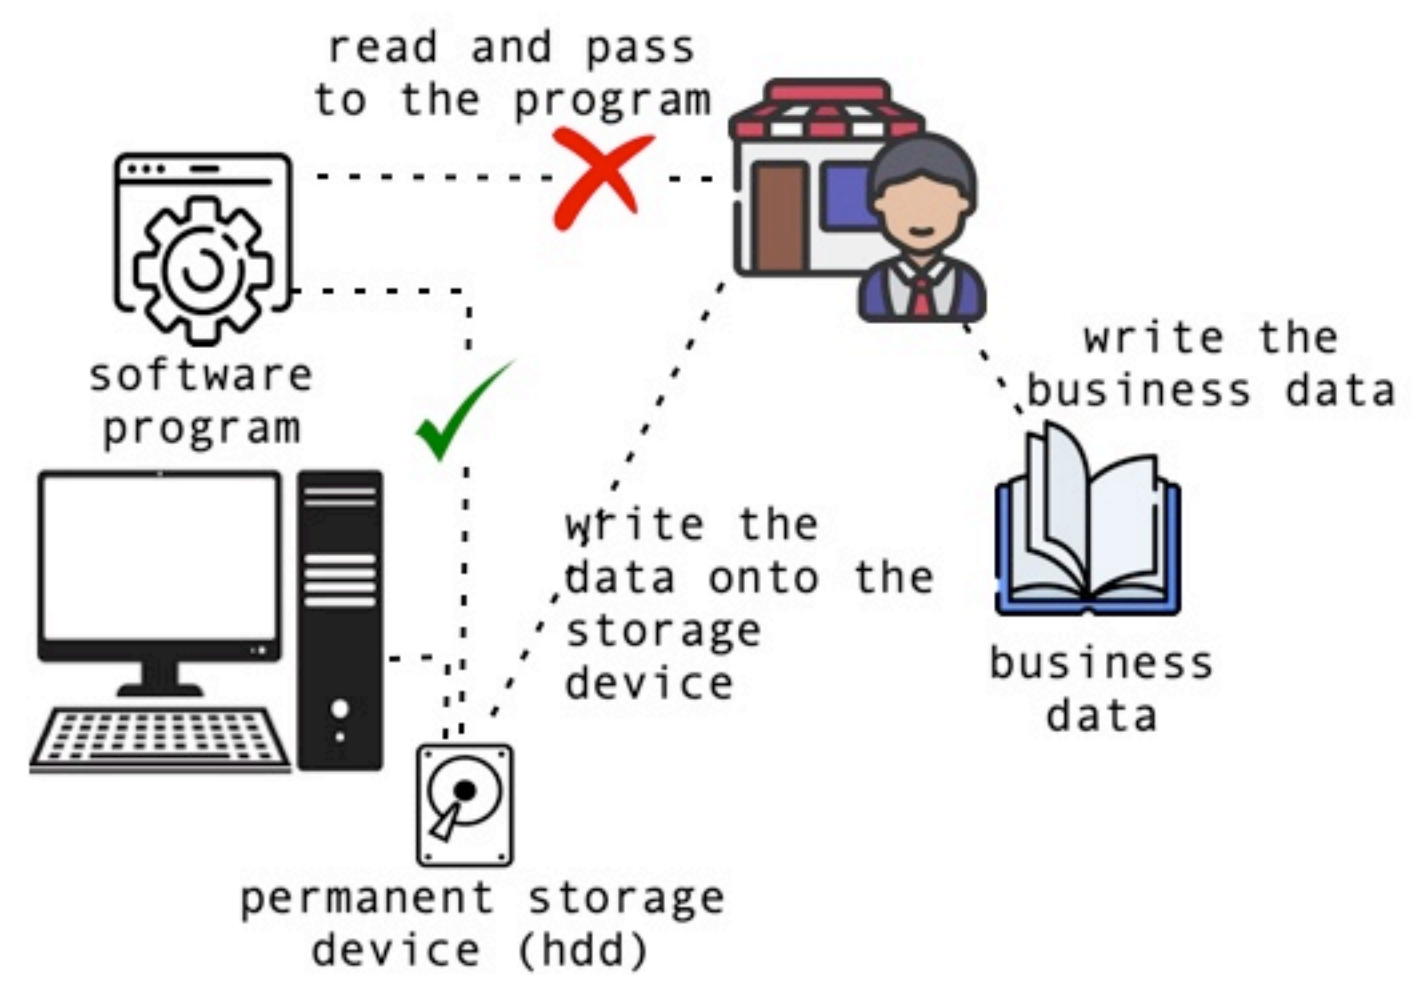 read and pass
to the program
software
program
write the
business data
write the
data onto the
storage
device
business
data
permanent storage
device (hdd)